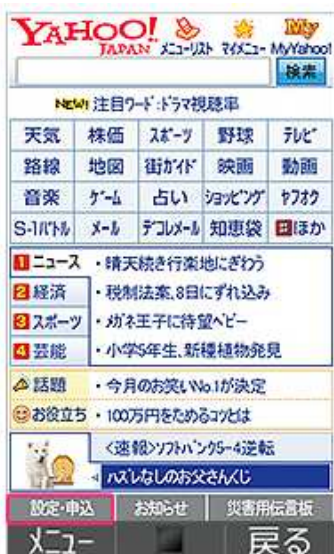 YAHOO! JAPAN ﾒﾆｭｰﾘｽﾄ ﾏｲﾒﾆｭｰ My MyYahoo!
検索
NEW! 注目ﾜｰﾄﾞ:ﾄﾞﾗﾏ視聴率
天気 株価 ｽﾎﾟｰﾂ 野球 ﾃﾚﾋﾞ
路線 地図 街ｶﾞｲﾄﾞ 映画 動画
音楽 ｹﾞｰﾑ 占い ｼｮｯﾋﾟﾝｸﾞ ﾔﾌｵｸ
S-1ﾊﾞﾄﾙ ﾒｰﾙ ﾃﾞｺﾚﾒｰﾙ 知恵袋 ほか
1 ニュース ・晴天続き行楽地にぎわう
2 経済 ・税制法案､8日にずれ込み
3 スポーツ ・ﾒｶﾞﾈ王子に待望ﾍﾞﾋﾞｰ
4 芸能 ・小学5年生､新種植物発見
話題 ・今月のお笑いNo.1が決定
お役立ち ・100万円をためるｺﾂとは
<速報>ｿﾌﾄﾊﾞﾝｸ5-4逆転
ﾊｽﾞﾚなしのお父さんくじ
設定･申込 お知らせ 災害用伝言板
メニュー 戻る